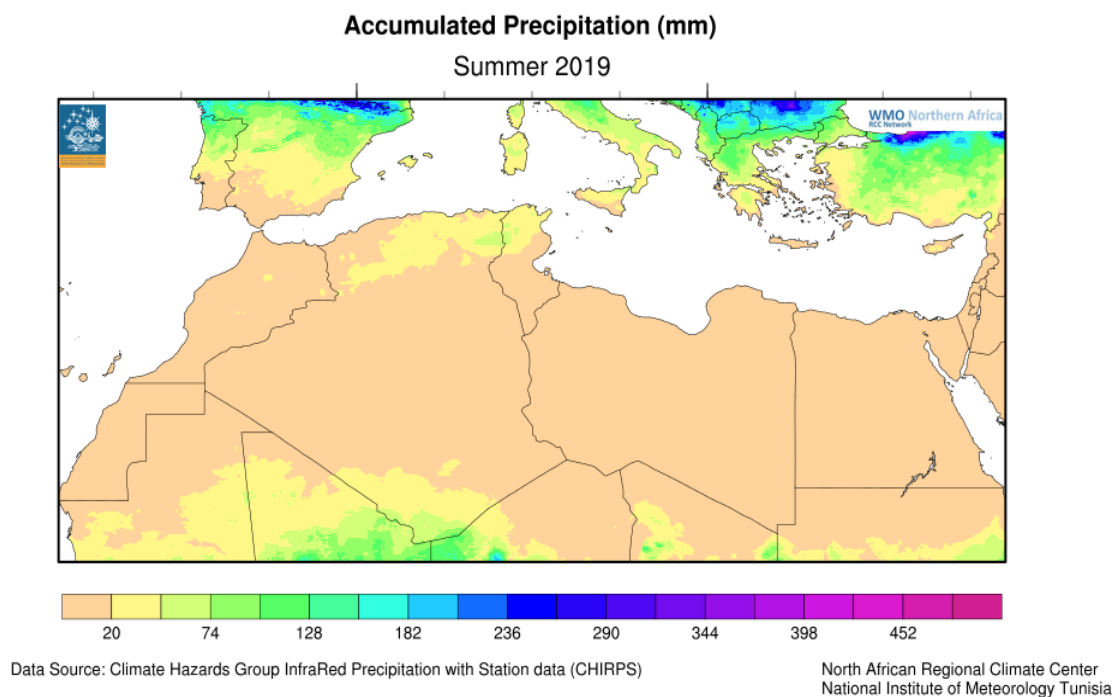 Accumulated Precipitation (mm)
Summer 2019
WMO Northern Africa
RCC Network
20 74 128 182 236 290 344 398 452
Data Source: Climate Hazards Group InfraRed Precipitation with Station data (CHIRPS)
North African Regional Climate Center
National Institute of Meteorology Tunisia